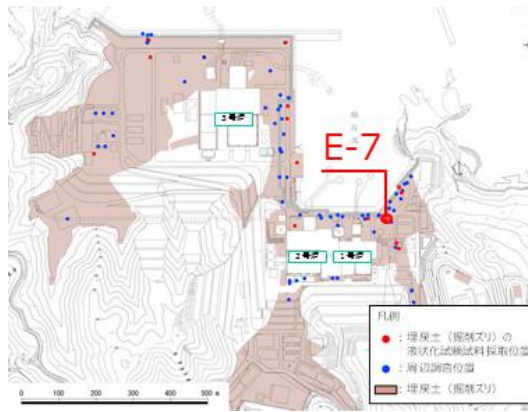 3号炉
E-7
2号炉
1号炉
凡例
：埋戻土（掘削ズリ）の
液状化試験試料採取位置
：周辺調査位置
：埋戻土（掘削ズリ）
0 100 200 300 400 500 m